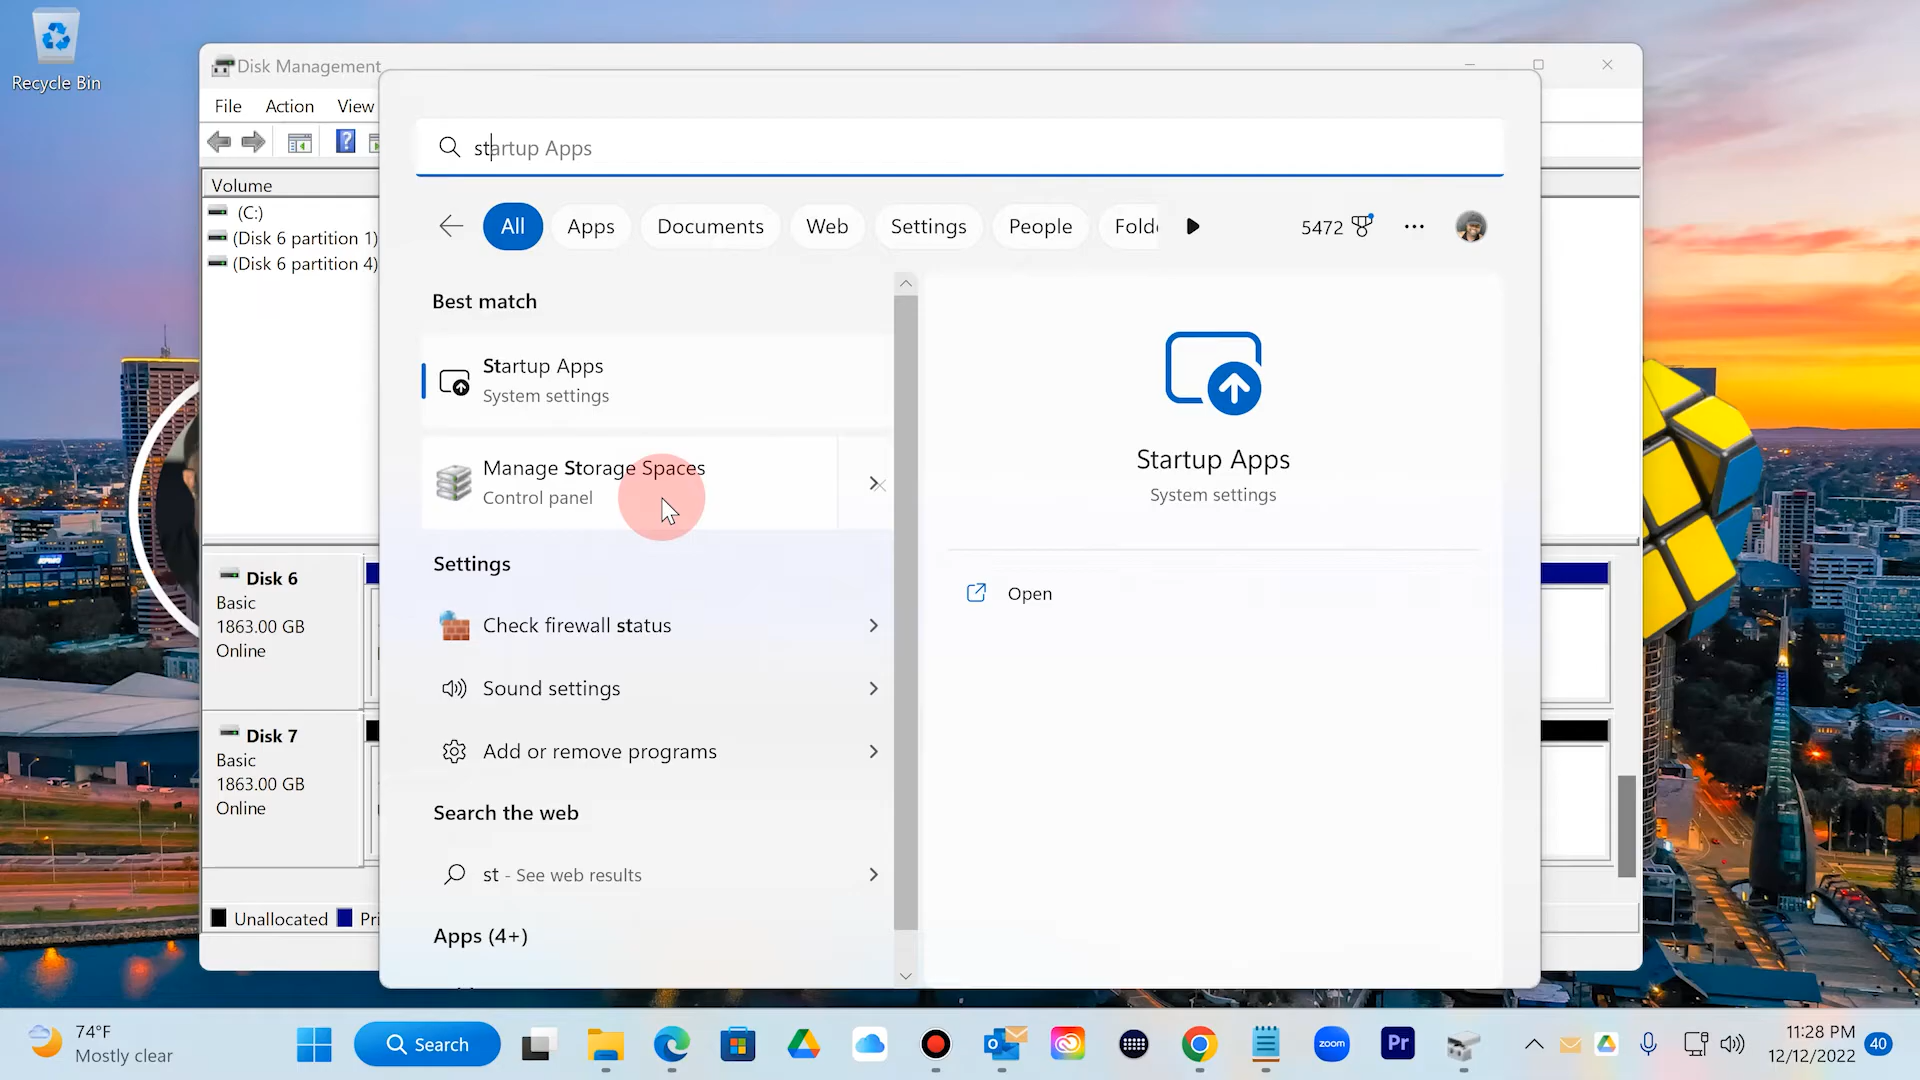 Recycle Bin
Disk Management
File Action View
startup Apps
Volume
(C:)
(Disk 6 partition 1)
(Disk 6 partition 4)
All Apps Documents Web Settings People Fold 5472
Best match
Startup Apps
System settings
Manage Storage Spaces
Control panel
Settings
Check firewall status
Sound settings
Add or remove programs
Search the web
st - See web results
Apps (4+)
Startup Apps
System settings
Open
Disk 6
Basic
1863.00 GB
Online
Disk 7
Basic
1863.00 GB
Online
Unallocated Pri
74°F
Mostly clear
Search
zoom
Pr
11:28 PM
12/12/2022
40